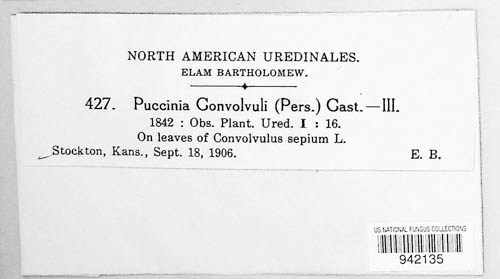 NORTH AMERICAN UREDINALES.
ELAM BARTHOLOMEW.
427. Puccinia Convolvuli (Pers.) Cast.—III.
1842 : Obs. Plant. Ured. I : 16.
On leaves of Convolvulus sepium L.
Stockton, Kans., Sept. 18, 1906. E. B.
US NATIONAL FUNGUS COLLECTIONS
942135